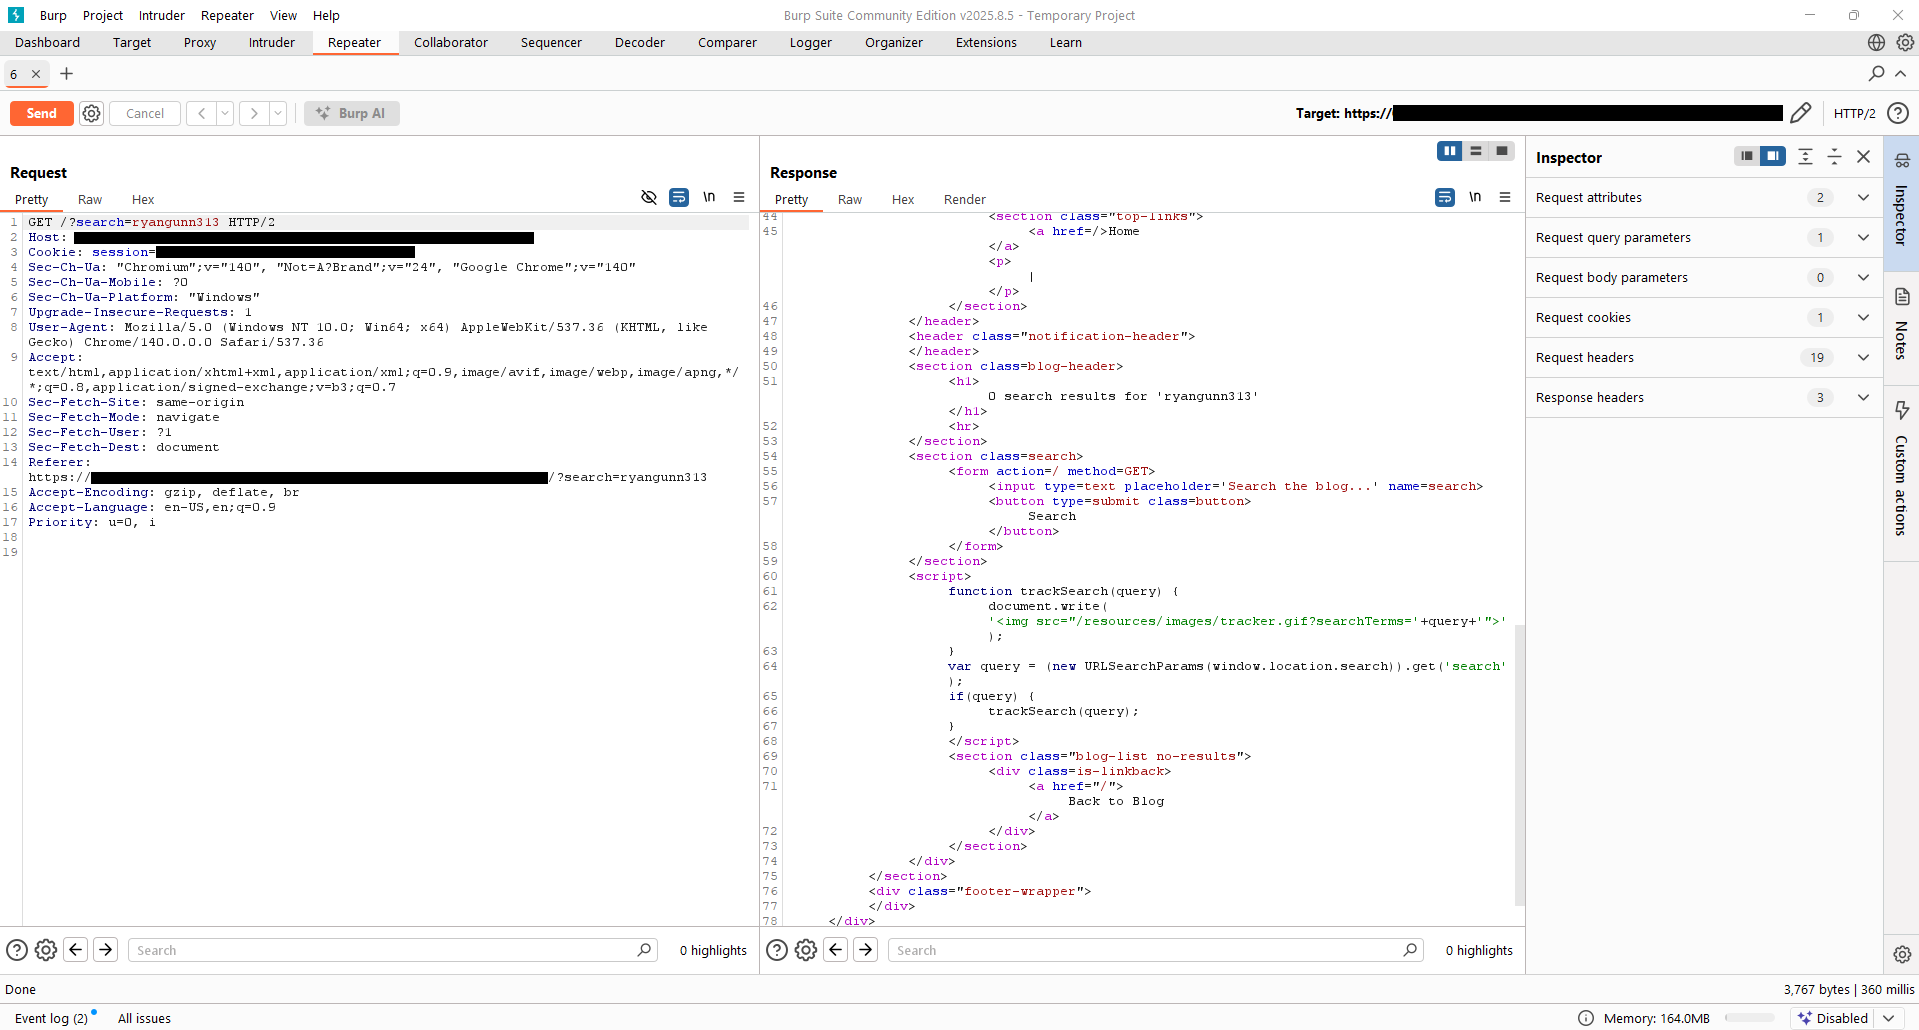 Burp Project Intruder Repeater View Help
Burp Suite Community Edition v2025.8.5 - Temporary Project
Dashboard Target Proxy Intruder Repeater Collaborator Sequencer Decoder Comparer Logger Organizer Extensions Learn
6
Send Cancel Burp AI
Target: https://
HTTP/2
Request
Pretty Raw Hex
\n
1 GET /?search=ryangunn313 HTTP/2
2 Host:
3 Cookie: session=
4 Sec-Ch-Ua: "Chromium";v="140", "Not=A?Brand";v="24", "Google Chrome";v="140"
5 Sec-Ch-Ua-Mobile: ?0
6 Sec-Ch-Ua-Platform: "Windows"
7 Upgrade-Insecure-Requests: 1
8 User-Agent: Mozilla/5.0 (Windows NT 10.0; Win64; x64) AppleWebKit/537.36 (KHTML, like
Gecko) Chrome/140.0.0.0 Safari/537.36
9 Accept:
text/html,application/xhtml+xml,application/xml;q=0.9,image/avif,image/webp,image/apng,*/
*;q=0.8,application/signed-exchange;v=b3;q=0.7
10 Sec-Fetch-Site: same-origin
11 Sec-Fetch-Mode: navigate
12 Sec-Fetch-User: ?1
13 Sec-Fetch-Dest: document
14 Referer:
https:// /?search=ryangunn313
15 Accept-Encoding: gzip, deflate, br
16 Accept-Language: en-US,en;q=0.9
17 Priority: u=0, i
18
19
Search
0 highlights
Response
Pretty Raw Hex Render
\n
44 <section class="top-links">
45 <a href=/>Home
</a>
<p>
|
</p>
46 </section>
47 </header>
48 <header class="notification-header">
49 </header>
50 <section class=blog-header>
51 <h1>
0 search results for 'ryangunn313'
</h1>
52 <hr>
53 </section>
54 <section class=search>
55 <form action=/ method=GET>
56 <input type=text placeholder='Search the blog...' name=search>
57 <button type=submit class=button>
Search
</button>
58 </form>
59 </section>
60 <script>
61 function trackSearch(query) {
62 document.write(
'<img src="/resources/images/tracker.gif?searchTerms='+query+'">'
);
63 }
64 var query = (new URLSearchParams(window.location.search)).get('search'
);
65 if(query) {
66 trackSearch(query);
67 }
68 </script>
69 <section class="blog-list no-results">
70 <div class=is-linkback>
71 <a href="/">
Back to Blog
</a>
72 </div>
73 </section>
74 </div>
75 </section>
76 <div class="footer-wrapper">
77 </div>
78 </div>
Search
0 highlights
Inspector
Request attributes 2
Request query parameters 1
Request body parameters 0
Request cookies 1
Request headers 19
Response headers 3
Inspector
Notes
Custom actions
Done
3,767 bytes | 360 millis
Event log (2) All issues
Memory: 164.0MB
Disabled